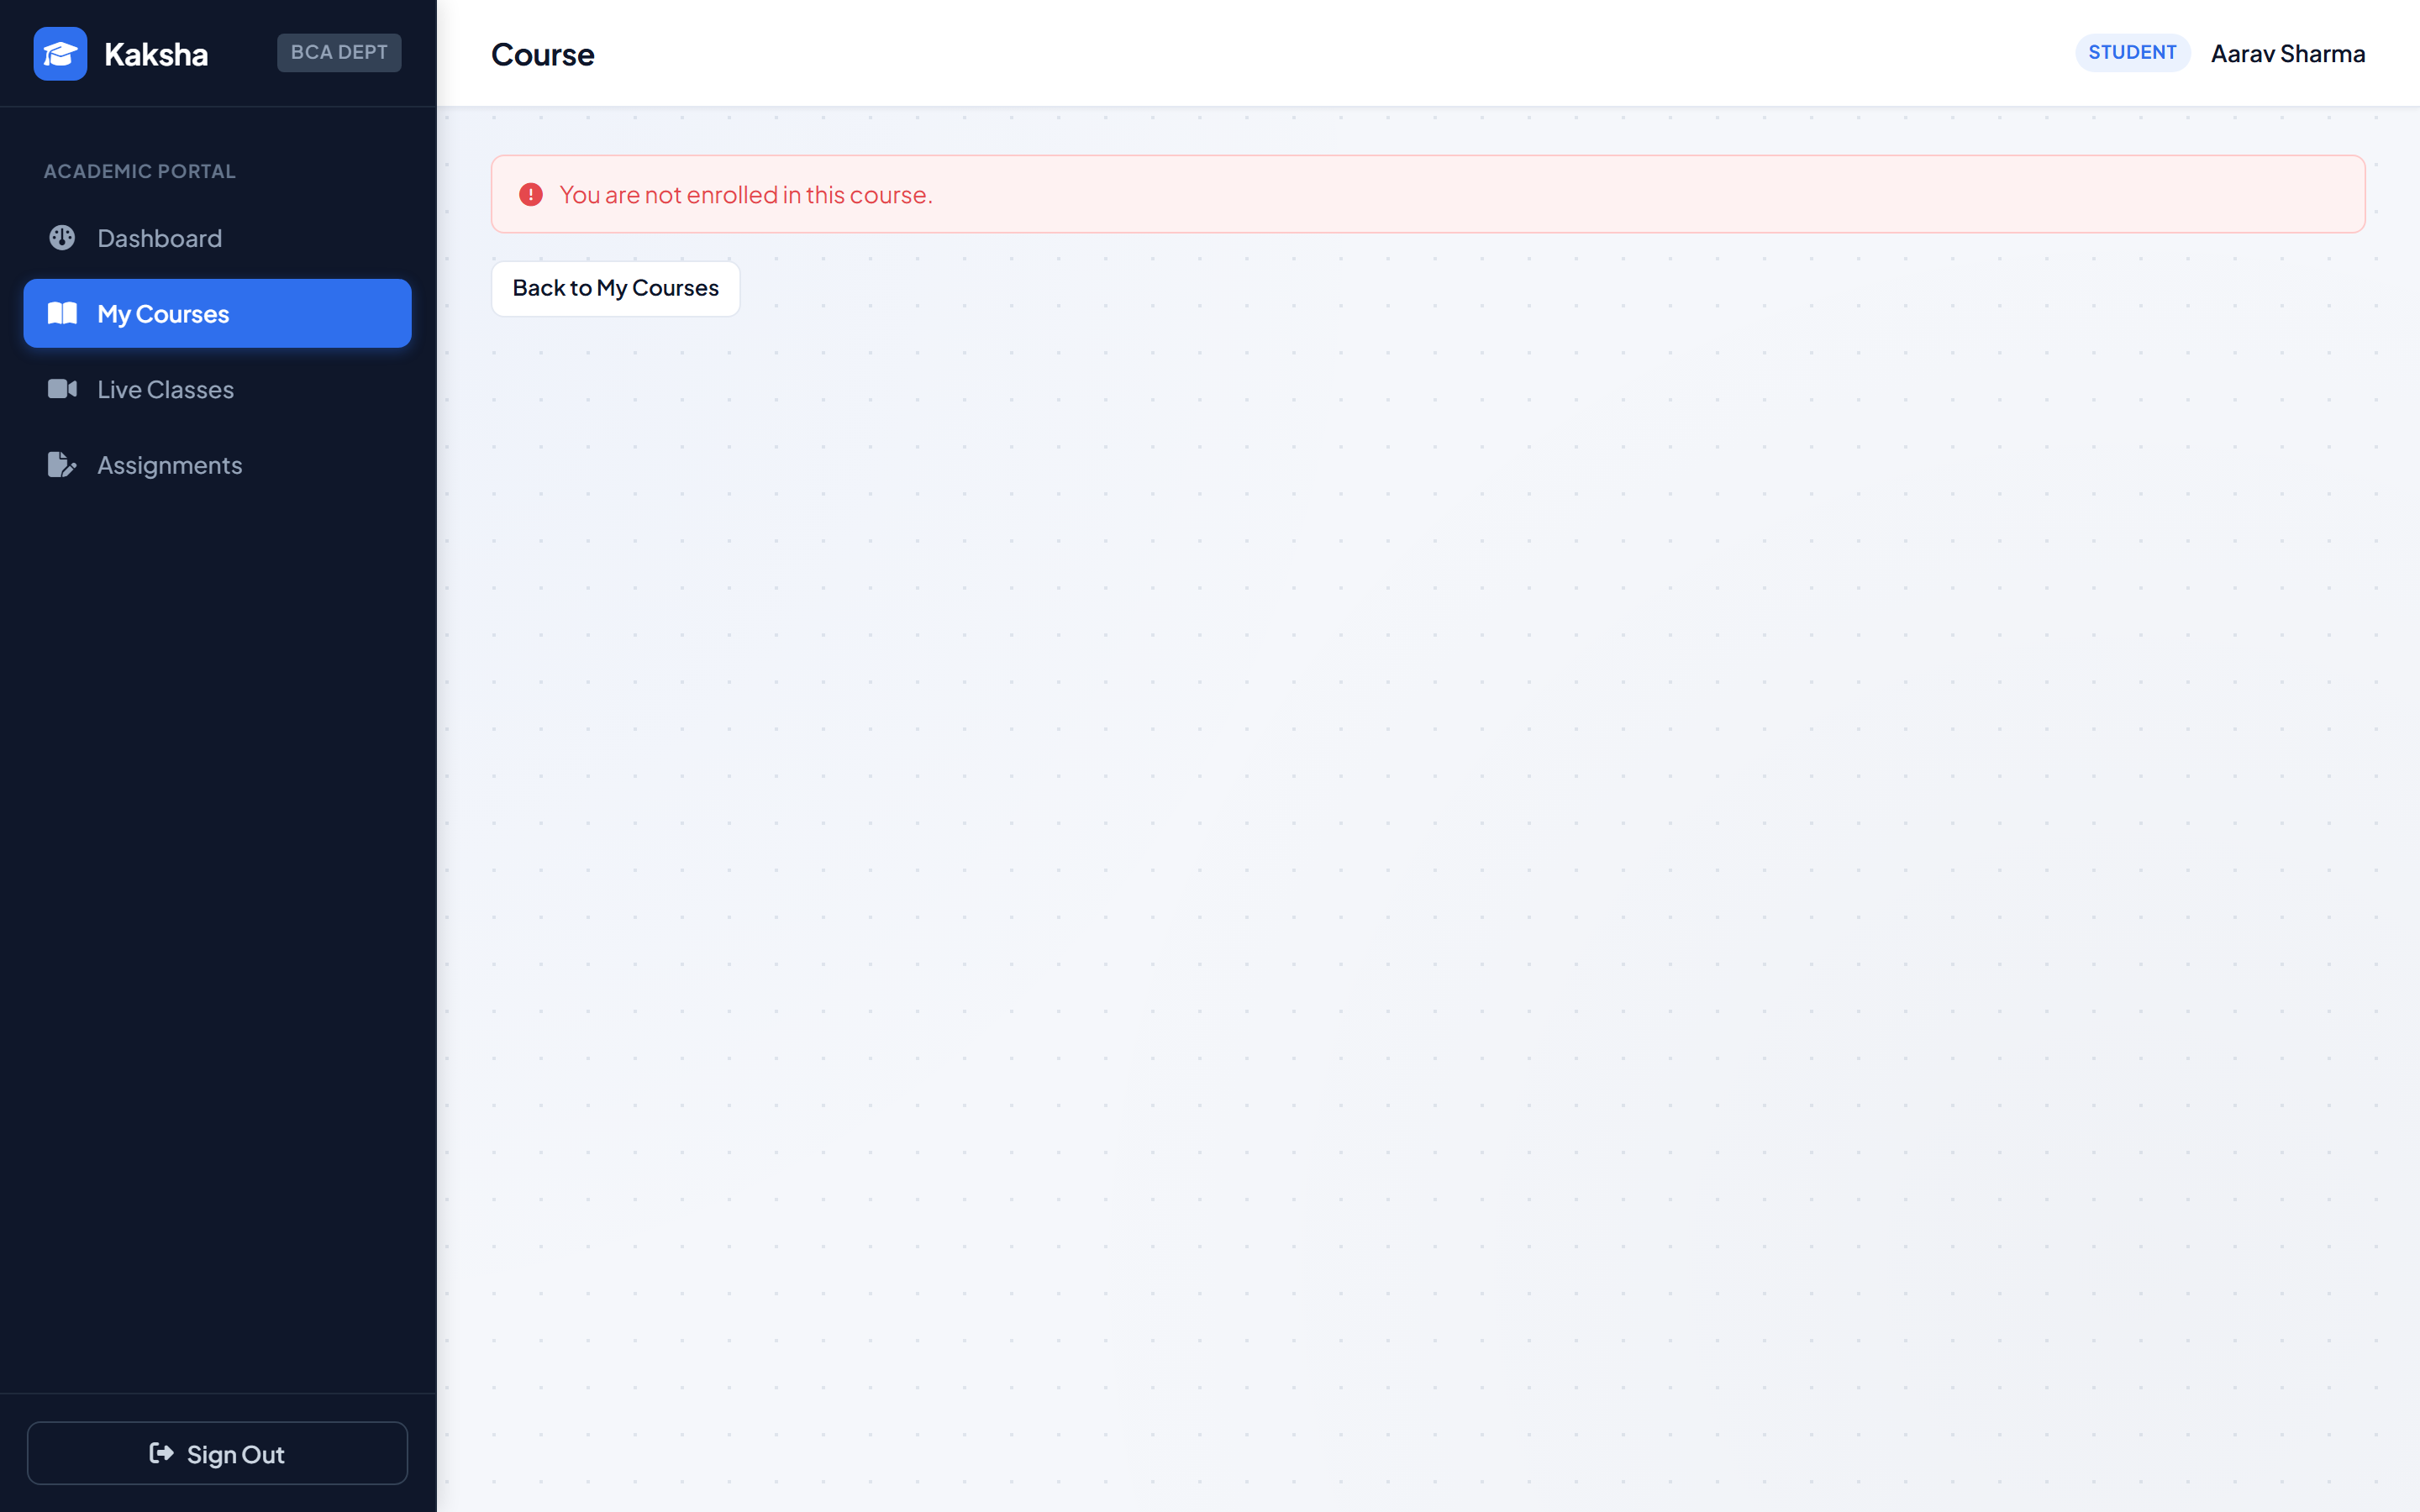 Kaksha
BCA DEPT
ACADEMIC PORTAL
Dashboard
My Courses
Live Classes
Assignments
Sign Out
Course
STUDENT
Aarav Sharma
You are not enrolled in this course.
Back to My Courses